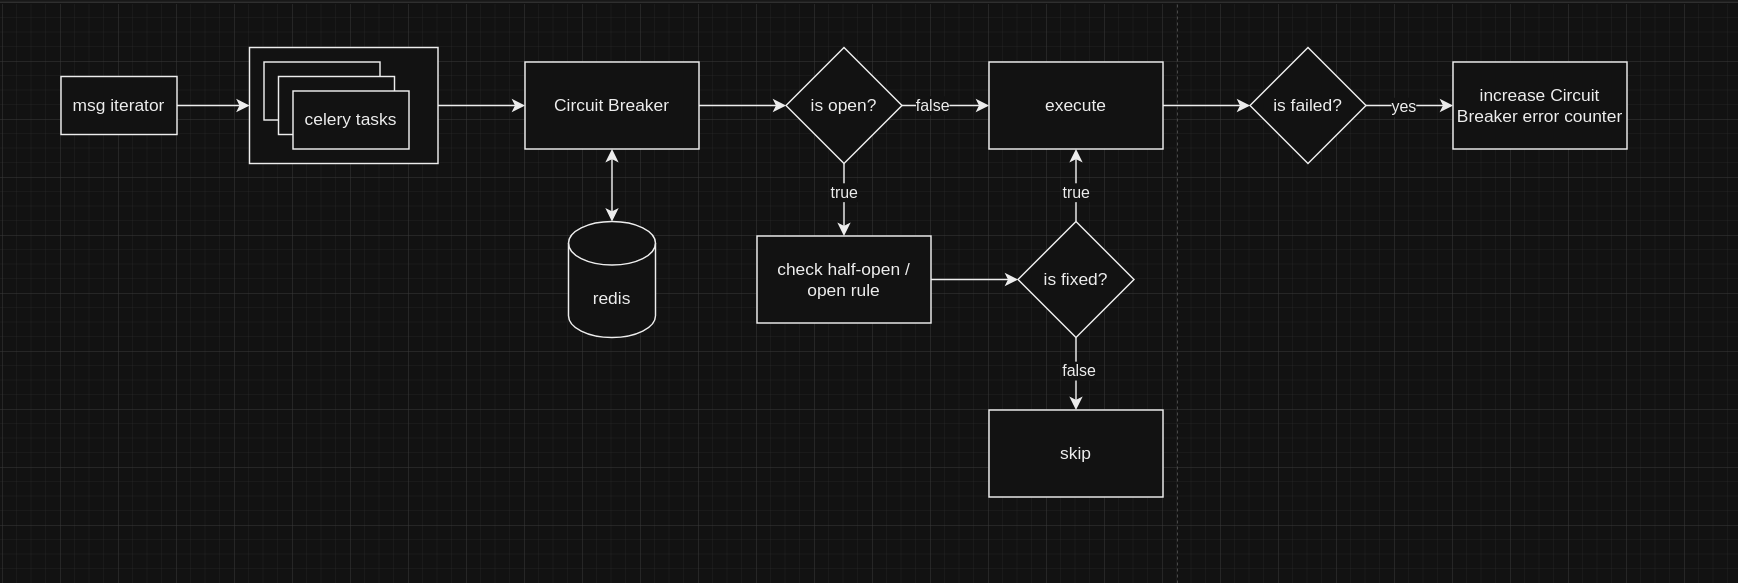 msg iterator
celery tasks
Circuit Breaker
is open?
false
execute
is failed?
yes
increase Circuit
Breaker error counter
true
true
redis
check half-open /
open rule
is fixed?
false
skip